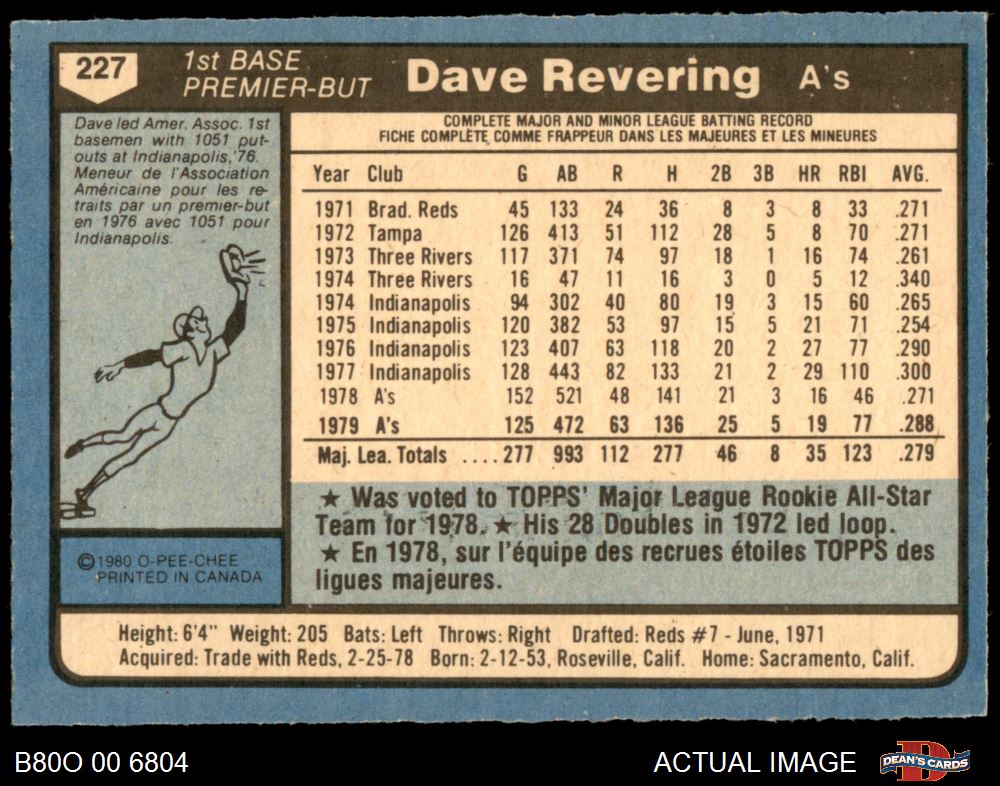 227
1st BASE
PREMIER-BUT
Dave Revering A's
Dave led Amer. Assoc. 1st
basemen with 1051 put-
outs at Indianapolis,'76.
Meneur de l'Association
Américaine pour les re-
traits par un premier-but
en 1976 avec 1051 pour
Indianapolis.
COMPLETE MAJOR AND MINOR LEAGUE BATTING RECORD
FICHE COMPLÈTE COMME FRAPPEUR DANS LES MAJEURES ET LES MINEURES
Year Club G AB R H 2B 3B HR RBI AVG.
1971 Brad. Reds 45 133 24 36 8 3 8 33 .271
1972 Tampa 126 413 51 112 28 5 8 70 .271
1973 Three Rivers 117 371 74 97 18 1 16 74 .261
1974 Three Rivers 16 47 11 16 3 0 5 12 .340
1974 Indianapolis 94 302 40 80 19 3 15 60 .265
1975 Indianapolis 120 382 53 97 15 5 21 71 .254
1976 Indianapolis 123 407 63 118 20 2 27 77 .290
1977 Indianapolis 128 443 82 133 21 2 29 110 .300
1978 A's 152 521 48 141 21 3 16 46 .271
1979 A's 125 472 63 136 25 5 19 77 .288
Maj. Lea. Totals ....277 993 112 277 46 8 35 123 .279
★ Was voted to TOPPS' Major League Rookie All-Star
Team for 1978. ★ His 28 Doubles in 1972 led loop.
★ En 1978, sur l'équipe des recrues étoiles TOPPS des
ligues majeures.
©1980 O-PEE-CHEE
PRINTED IN CANADA
Height: 6'4" Weight: 205 Bats: Left Throws: Right Drafted: Reds #7 - June, 1971
Acquired: Trade with Reds, 2-25-78 Born: 2-12-53, Roseville, Calif. Home: Sacramento, Calif.
B80O 00 6804
ACTUAL IMAGE
D
DEAN'S CARDS